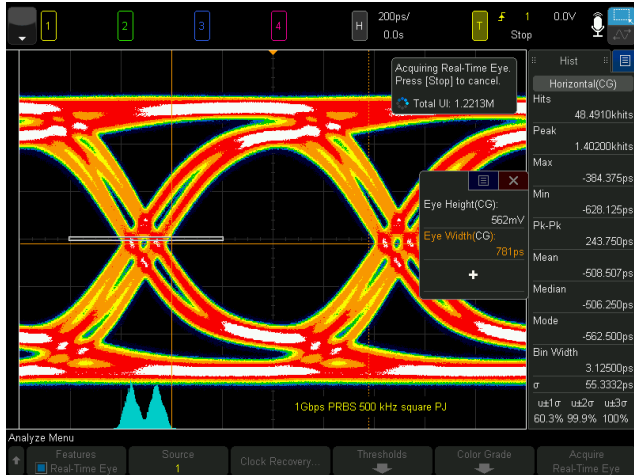 1
2
3
4
H
200ps/
0.0s
T
1
Stop
0.0V
Acquiring Real-Time Eye.
Press [Stop] to cancel.
Total UI: 1.2213M
Hist
Horizontal(CG)
Hits
48.4910khits
Peak
1.40200khits
Max
-384.375ps
Min
-628.125ps
Pk-Pk
243.750ps
Mean
-508.507ps
Median
-506.250ps
Mode
-562.500ps
Bin Width
3.12500ps
σ
55.3332ps
u±1σ u±2σ u±3σ
60.3% 99.9% 100%
Eye Height(CG):
562mV
Eye Width(CG):
781ps
1Gbps PRBS 500 kHz square PJ
Analyze Menu
Features
Real-Time Eye
Source
1
Clock Recovery...
Thresholds
Color Grade
Acquire
Real-Time Eye